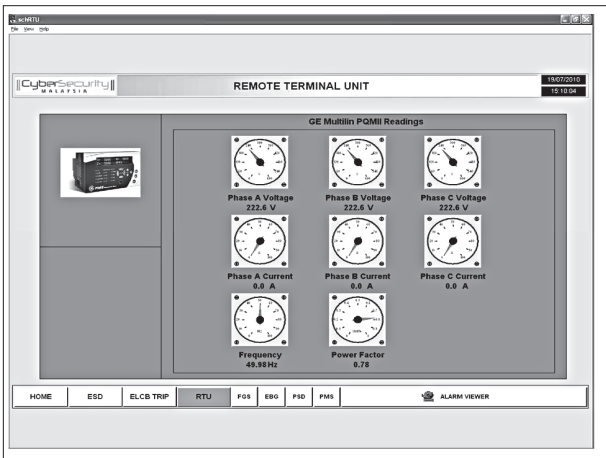 schRTU
File View Help
CyberSecurity
MALAYSIA
REMOTE TERMINAL UNIT
19/07/2010
15:10:04
GE Multilin PQMII Readings
Phase A Voltage
222.6 V
Phase B Voltage
222.6 V
Phase C Voltage
222.6 V
Phase A Current
0.0 A
Phase B Current
0.0 A
Phase C Current
0.0 A
Frequency
49.98Hz
Power Factor
0.78
HOME ESD ELCB TRIP RTU FGS EBG PSD PMS ALARM VIEWER